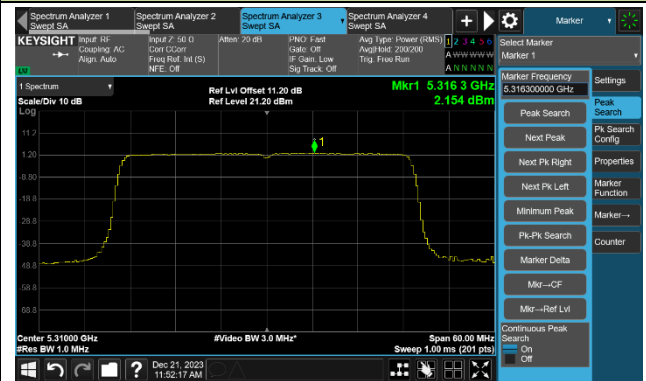 Spectrum Analyzer 1
Swept SA
Spectrum Analyzer 2
Swept SA
Spectrum Analyzer 3
Swept SA
Spectrum Analyzer 4
Swept SA
Marker
KEYSIGHT
Input: RF
Coupling: AC
Align: Auto
Input Z: 50 Ω
Corr CCorr
Freq Ref: Int (S)
NFE: Off
Atten: 20 dB
PNO: Fast
Gate: Off
IF Gain: Low
Sig Track: Off
Avg Type: Power (RMS)
Avg|Hold: 200/200
Trig: Free Run
1 2 3 4 5 6
A W W W W W
A N N N N N
LU
1 Spectrum
Scale/Div 10 dB
Log
Ref Lvl Offset 11.20 dB
Ref Level 21.20 dBm
Mkr1 5.316 3 GHz
2.154 dBm
11.2
1.20
-8.80
-18.8
-28.8
-38.8
-48.8
-58.8
-68.8
1
Center 5.31000 GHz
#Res BW 1.0 MHz
#Video BW 3.0 MHz*
Span 60.00 MHz
Sweep 1.00 ms (201 pts)
Dec 21, 2023
11:52:17 AM
Select Marker
Marker 1
Marker Frequency
5.316300000 GHz
Peak Search
Next Peak
Next Pk Right
Next Pk Left
Minimum Peak
Pk-Pk Search
Marker Delta
Mkr→CF
Mkr→Ref Lvl
Continuous Peak
Search
On
Off
Settings
Peak
Search
Pk Search
Config
Properties
Marker
Function
Marker→
Counter